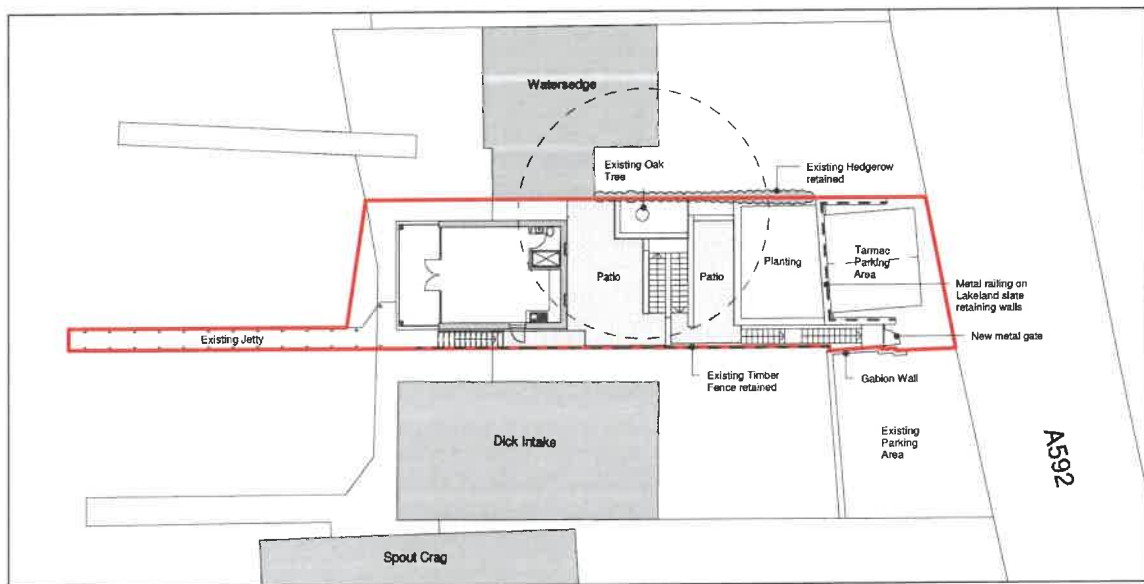 Watersedge
Existing Oak
Tree
Existing Hedgerow
retained
Patio
Patio
Planting
Tarmac
Parking
Area
Metal railing on
Lakeland slate
retaining walls
Existing Jetty
New metal gate
Existing Timber
Fence retained
Gabion Wall
Dick Intake
Existing
Parking
Area
A592
Spout Crag